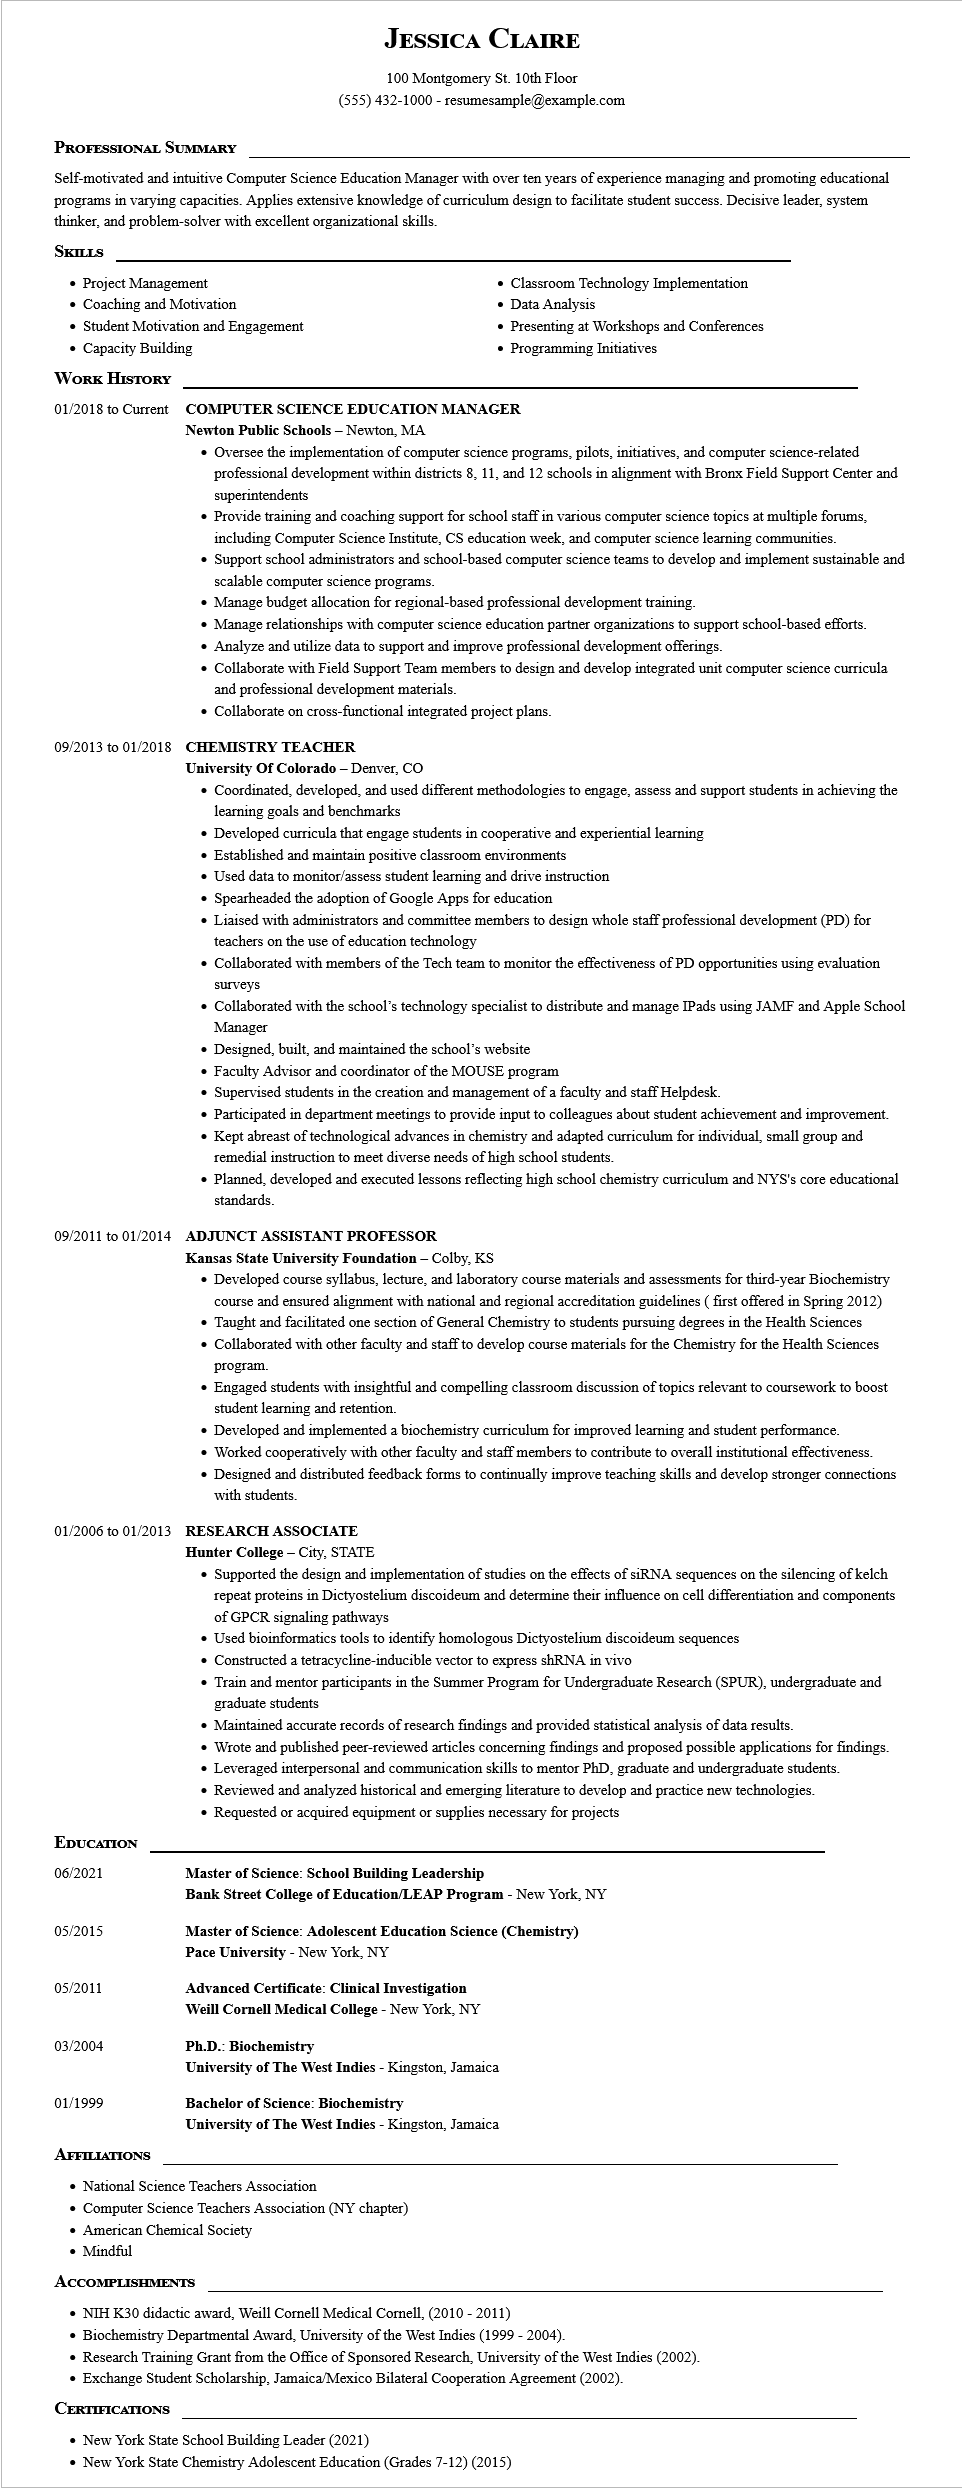 Jessica Claire
100 Montgomery St. 10th Floor
(555) 432-1000 - resumesample@example.com
Professional Summary
Self-motivated and intuitive Computer Science Education Manager with over ten years of experience managing and promoting educational
programs in varying capacities. Applies extensive knowledge of curriculum design to facilitate student success. Decisive leader, system
thinker, and problem-solver with excellent organizational skills.
Skills
• Project Management
• Coaching and Motivation
• Student Motivation and Engagement
• Capacity Building
• Classroom Technology Implementation
• Data Analysis
• Presenting at Workshops and Conferences
• Programming Initiatives
Work History
01/2018 to Current COMPUTER SCIENCE EDUCATION MANAGER
Newton Public Schools – Newton, MA
• Oversee the implementation of computer science programs, pilots, initiatives, and computer science-related
professional development within districts 8, 11, and 12 schools in alignment with Bronx Field Support Center and
superintendents
• Provide training and coaching support for school staff in various computer science topics at multiple forums,
including Computer Science Institute, CS education week, and computer science learning communities.
• Support school administrators and school-based computer science teams to develop and implement sustainable and
scalable computer science programs.
• Manage budget allocation for regional-based professional development training.
• Manage relationships with computer science education partner organizations to support school-based efforts.
• Analyze and utilize data to support and improve professional development offerings.
• Collaborate with Field Support Team members to design and develop integrated unit computer science curricula
and professional development materials.
• Collaborate on cross-functional integrated project plans.
09/2013 to 01/2018 CHEMISTRY TEACHER
University Of Colorado – Denver, CO
• Coordinated, developed, and used different methodologies to engage, assess and support students in achieving the
learning goals and benchmarks
• Developed curricula that engage students in cooperative and experiential learning
• Established and maintain positive classroom environments
• Used data to monitor/assess student learning and drive instruction
• Spearheaded the adoption of Google Apps for education
• Liaised with administrators and committee members to design whole staff professional development (PD) for
teachers on the use of education technology
• Collaborated with members of the Tech team to monitor the effectiveness of PD opportunities using evaluation
surveys
• Collaborated with the school’s technology specialist to distribute and manage IPads using JAMF and Apple School
Manager
• Designed, built, and maintained the school’s website
• Faculty Advisor and coordinator of the MOUSE program
• Supervised students in the creation and management of a faculty and staff Helpdesk.
• Participated in department meetings to provide input to colleagues about student achievement and improvement.
• Kept abreast of technological advances in chemistry and adapted curriculum for individual, small group and
remedial instruction to meet diverse needs of high school students.
• Planned, developed and executed lessons reflecting high school chemistry curriculum and NYS's core educational
standards.
09/2011 to 01/2014 ADJUNCT ASSISTANT PROFESSOR
Kansas State University Foundation – Colby, KS
• Developed course syllabus, lecture, and laboratory course materials and assessments for third-year Biochemistry
course and ensured alignment with national and regional accreditation guidelines ( first offered in Spring 2012)
• Taught and facilitated one section of General Chemistry to students pursuing degrees in the Health Sciences
• Collaborated with other faculty and staff to develop course materials for the Chemistry for the Health Sciences
program.
• Engaged students with insightful and compelling classroom discussion of topics relevant to coursework to boost
student learning and retention.
• Developed and implemented a biochemistry curriculum for improved learning and student performance.
• Worked cooperatively with other faculty and staff members to contribute to overall institutional effectiveness.
• Designed and distributed feedback forms to continually improve teaching skills and develop stronger connections
with students.
01/2006 to 01/2013 RESEARCH ASSOCIATE
Hunter College – City, STATE
• Supported the design and implementation of studies on the effects of siRNA sequences on the silencing of kelch
repeat proteins in Dictyostelium discoideum and determine their influence on cell differentiation and components
of GPCR signaling pathways
• Used bioinformatics tools to identify homologous Dictyostelium discoideum sequences
• Constructed a tetracycline-inducible vector to express shRNA in vivo
• Train and mentor participants in the Summer Program for Undergraduate Research (SPUR), undergraduate and
graduate students
• Maintained accurate records of research findings and provided statistical analysis of data results.
• Wrote and published peer-reviewed articles concerning findings and proposed possible applications for findings.
• Leveraged interpersonal and communication skills to mentor PhD, graduate and undergraduate students.
• Reviewed and analyzed historical and emerging literature to develop and practice new technologies.
• Requested or acquired equipment or supplies necessary for projects
Education
06/2021 Master of Science: School Building Leadership
Bank Street College of Education/LEAP Program - New York, NY
05/2015 Master of Science: Adolescent Education Science (Chemistry)
Pace University - New York, NY
05/2011 Advanced Certificate: Clinical Investigation
Weill Cornell Medical College - New York, NY
03/2004 Ph.D.: Biochemistry
University of The West Indies - Kingston, Jamaica
01/1999 Bachelor of Science: Biochemistry
University of The West Indies - Kingston, Jamaica
Affiliations
• National Science Teachers Association
• Computer Science Teachers Association (NY chapter)
• American Chemical Society
• Mindful
Accomplishments
• NIH K30 didactic award, Weill Cornell Medical Cornell, (2010 - 2011)
• Biochemistry Departmental Award, University of the West Indies (1999 - 2004).
• Research Training Grant from the Office of Sponsored Research, University of the West Indies (2002).
• Exchange Student Scholarship, Jamaica/Mexico Bilateral Cooperation Agreement (2002).
Certifications
• New York State School Building Leader (2021)
• New York State Chemistry Adolescent Education (Grades 7-12) (2015)